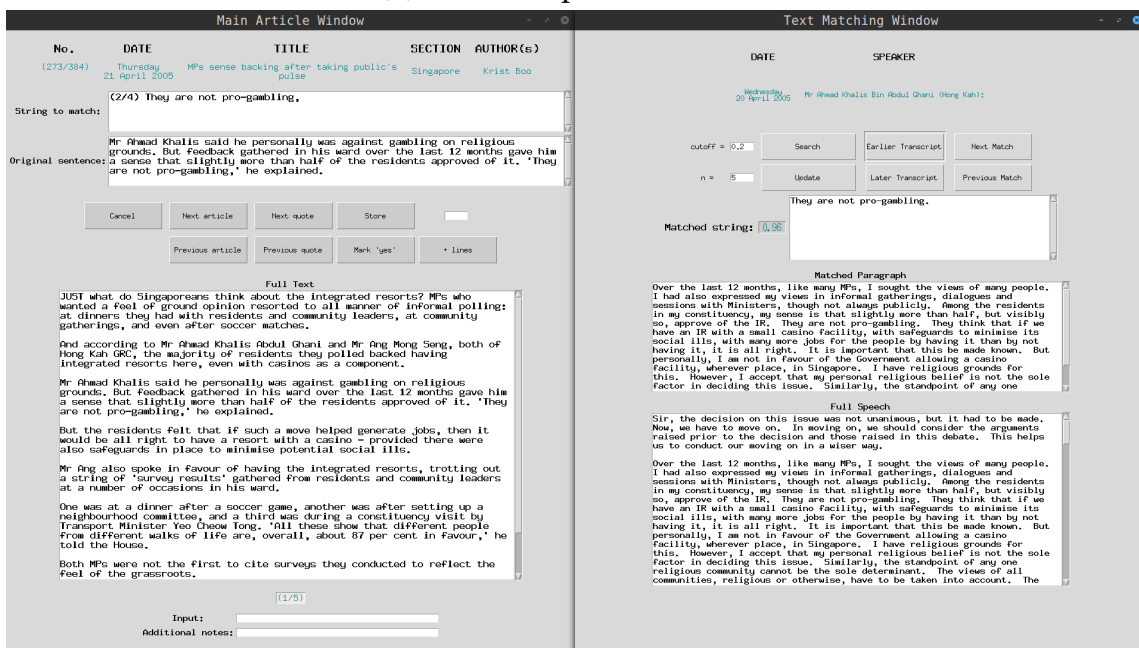 Main Article Window
No. DATE TITLE SECTION AUTHOR(s)
(273/384) Thursday 21 April 2005 MPs sense backing after taking public's pulse Singapore Krist Boo
String to match:
(2/4) They are not pro-gambling,
Original sentence:
Mr Ahmad Khalis said he personally was against gambling on religious
grounds. But feedback gathered in his ward over the last 12 months gave him
a sense that slightly more than half of the residents approved of it. 'They
are not pro-gambling,' he explained.
Cancel Next article Next quote Store
Previous article Previous quote Mark 'yes' + lines
Full Text
JUST what do Singaporeans think about the integrated resorts? MPs who
wanted a feel of ground opinion resorted to all manner of informal polling:
at dinners they had with residents and community leaders, at community
gatherings, and even after soccer matches.
And according to Mr Ahmad Khalis Abdul Ghani and Mr Ang Mong Seng, both of
Hong Kah GRC, the majority of residents they polled backed having
integrated resorts here, even with casinos as a component.
Mr Ahmad Khalis said he personally was against gambling on religious
grounds. But feedback gathered in his ward over the last 12 months gave him
a sense that slightly more than half of the residents approved of it. 'They
are not pro-gambling,' he explained.
But the residents felt that if such a move helped generate jobs, then it
would be all right to have a resort with a casino - provided there were
also safeguards in place to minimise potential social ills.
Mr Ang also spoke in favour of having the integrated resorts, trotting out
a string of 'survey results' gathered from residents and community leaders
at a number of occasions in his ward.
One was at a dinner after a soccer game, another was after setting up a
neighbourhood committee, and a third was during a constituency visit by
Transport Minister Yeo Cheow Tong. 'All these show that different people
from different walks of life are, overall, about 87 per cent in favour,' he
told the House.
Both MPs were not the first to cite surveys they conducted to reflect the
feel of the grassroots.
(1/5)
Input:
Additional notes:
Text Matching Window
DATE SPEAKER
Wednesday 20 April 2005 Mr Ahmad Khalis Bin Abdul Ghani (Hong Kah):
cutoff = 0.2 Search Earlier Transcript Next Match
n = 5 Update Later Transcript Previous Match
Matched string: 0.96
They are not pro-gambling.
Matched Paragraph
Over the last 12 months, like many MPs, I sought the views of many people.
I had also expressed my views in informal gatherings, dialogues and
sessions with Ministers, though not always publicly. Among the residents
in my constituency, my sense is that slightly more than half, but visibly
so, approve of the IR. They are not pro-gambling. They think that if we
have an IR with a small casino facility, with safeguards to minimise its
social ills, with many more jobs for the people by having it than by not
having it, it is all right. It is important that this be made known. But
personally, I am not in favour of the Government allowing a casino
facility, wherever place, in Singapore. I have religious grounds for
this. However, I accept that my personal religious belief is not the sole
factor in deciding this issue. Similarly, the standpoint of any one
Full Speech
Sir, the decision on this issue was not unanimous, but it had to be made.
Now, we have to move on. In moving on, we should consider the arguments
raised prior to the decision and those raised in this debate. This helps
us to conduct our moving on in a wiser way.
Over the last 12 months, like many MPs, I sought the views of many people.
I had also expressed my views in informal gatherings, dialogues and
sessions with Ministers, though not always publicly. Among the residents
in my constituency, my sense is that slightly more than half, but visibly
so, approve of the IR. They are not pro-gambling. They think that if we
have an IR with a small casino facility, with safeguards to minimise its
social ills, with many more jobs for the people by having it than by not
having it, it is all right. It is important that this be made known. But
personally, I am not in favour of the Government allowing a casino
facility, wherever place, in Singapore. I have religious grounds for
this. However, I accept that my personal religious belief is not the sole
factor in deciding this issue. Similarly, the standpoint of any one
religious community cannot be the sole determinant. The views of all
communities, religious or otherwise, have to be taken into account. The